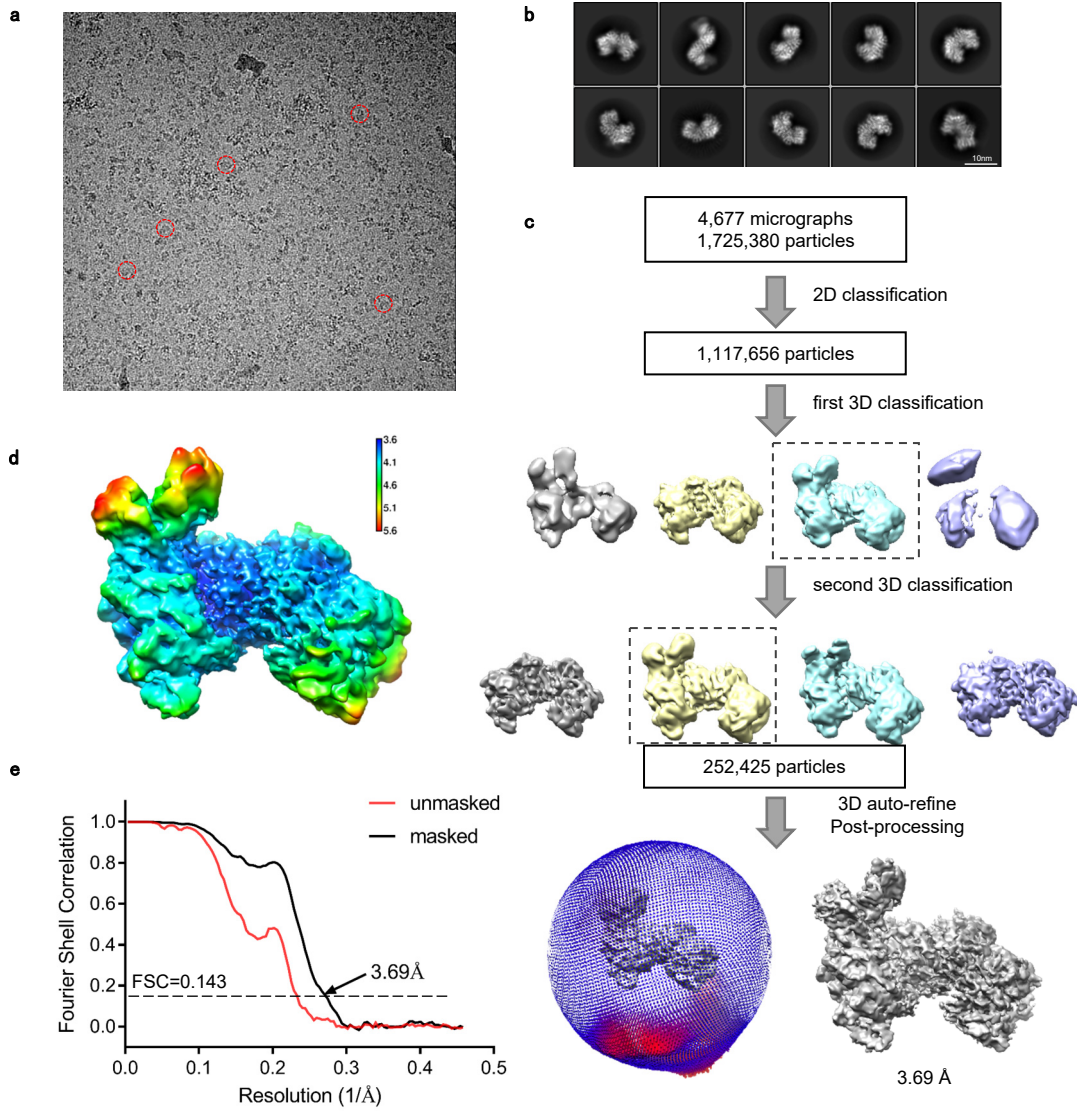 a
b
10nm
c
4,677 micrographs
1,725,380 particles
2D classification
1,117,656 particles
first 3D classification
d
3.6
4.1
4.6
5.1
5.6
second 3D classification
252,425 particles
3D auto-refine
Post-processing
3.69 Å
e
unmasked
masked
1.0
0.8
0.6
0.4
0.2
0.0
Fourier Shell Correlation
FSC=0.143
3.69Å
0.0
0.1
0.2
0.3
0.4
0.5
Resolution (1/Å)